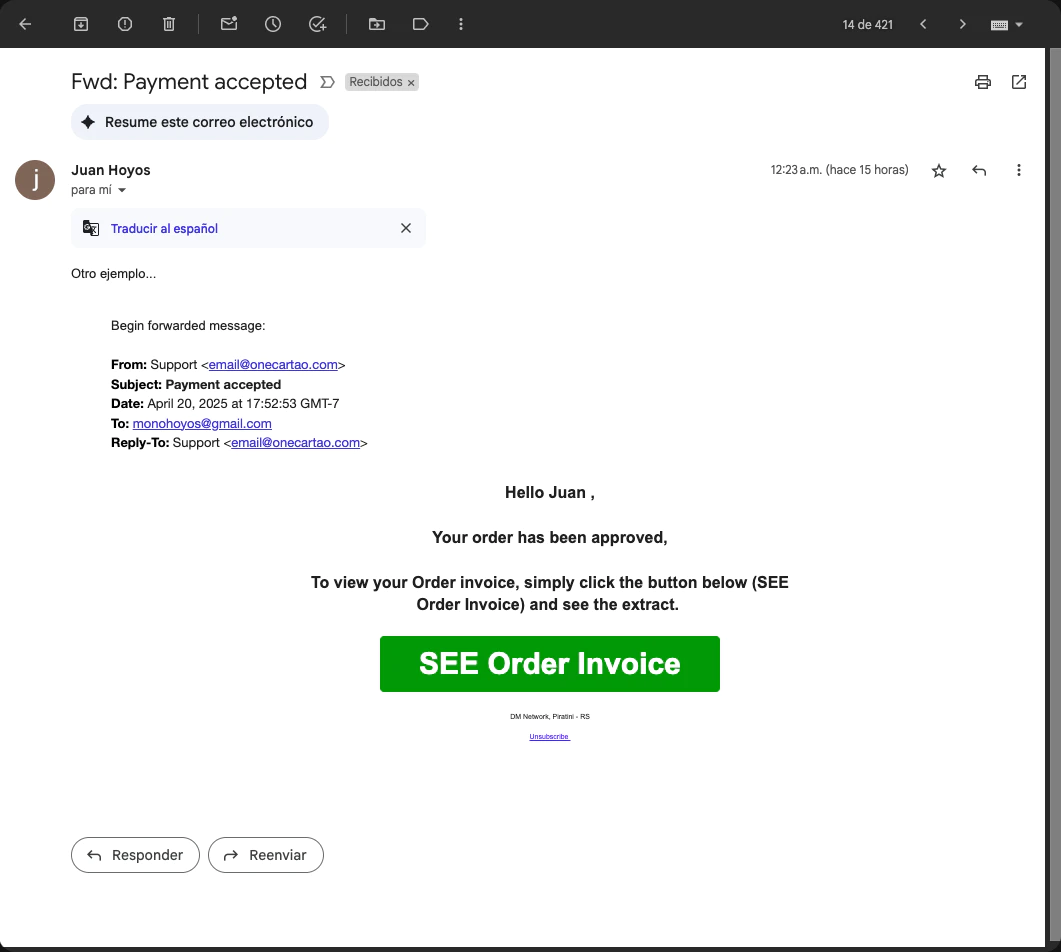 14 de 421
Fwd: Payment accepted
Recibidos ×
Resume este correo electrónico
j
Juan Hoyos
12:23 a.m. (hace 15 horas)
para mí
Traducir al español
Otro ejemplo...
Begin forwarded message:
From: Support <email@onecartao.com>
Subject: Payment accepted
Date: April 20, 2025 at 17:52:53 GMT-7
To: monohoyos@gmail.com
Reply-To: Support <email@onecartao.com>
Hello Juan ,
Your order has been approved,
To view your Order invoice, simply click the button below (SEE
Order Invoice) and see the extract.
SEE Order Invoice
DM Network, Piratini - RS
Unsubscribe
Responder
Reenviar